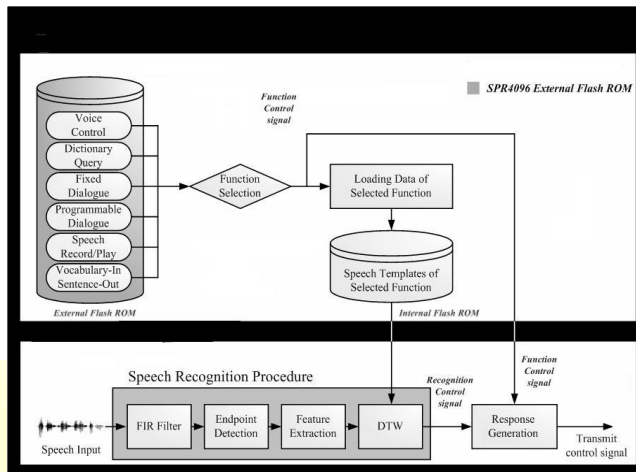 SPR4096 External Flash ROM
Function
Control
signal
Voice
Control
Dictionary
Query
Fixed
Dialogue
Programmable
Dialogue
Speech
Record/Play
Vocabulary-In
Sentence-Out
External Flash ROM
Function
Selection
Loading Data of
Selected Function
Speech Templates of
Selected Function
Internal Flash ROM
Speech Recognition Procedure
Speech Input
FIR Filter
Endpoint
Detection
Feature
Extraction
DTW
Recognition
Control
signal
Function
Control
signal
Response
Generation
Transmit
control signal